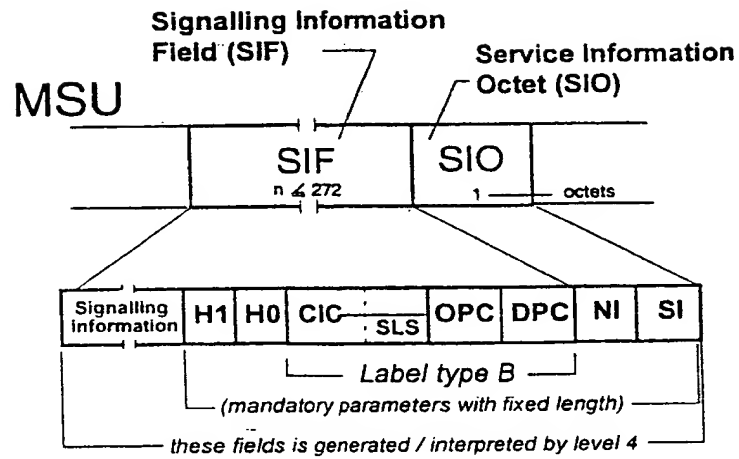 Signalling Information
Field (SIF)
Service Information
Octet (SIO)
MSU
SIF
n ≰ 272
SIO
1 octets
Signalling
information
H1 H0 CIC SLS OPC DPC NI SI
Label type B
(mandatory parameters with fixed length)
these fields is generated / interpreted by level 4